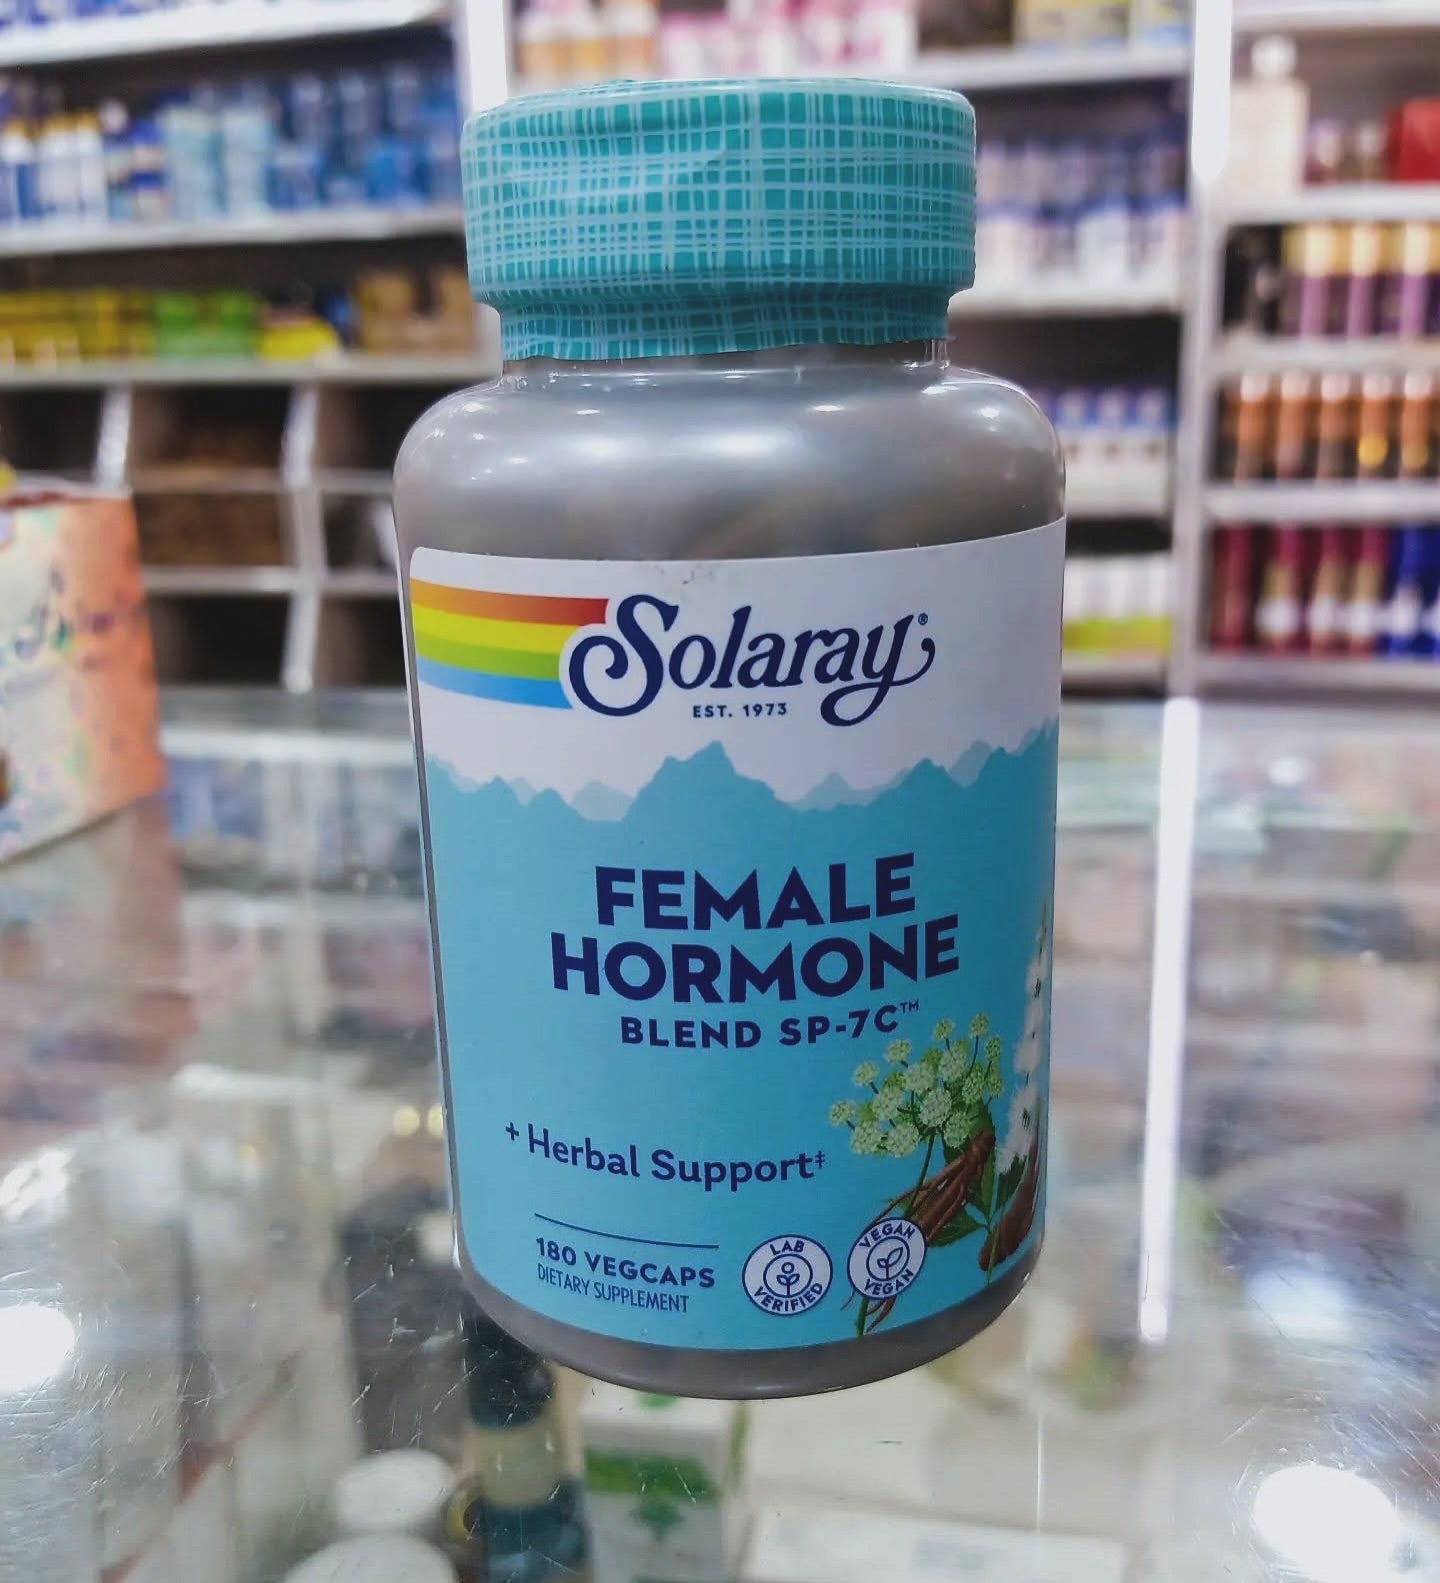 Solaray®
EST. 1973
FEMALE
HORMONE
BLEND SP-7C™
+ Herbal Support‡
180 VEGCAPS
DIETARY SUPPLEMENT
LAB
VERIFIED
VEGAN
VEGAN